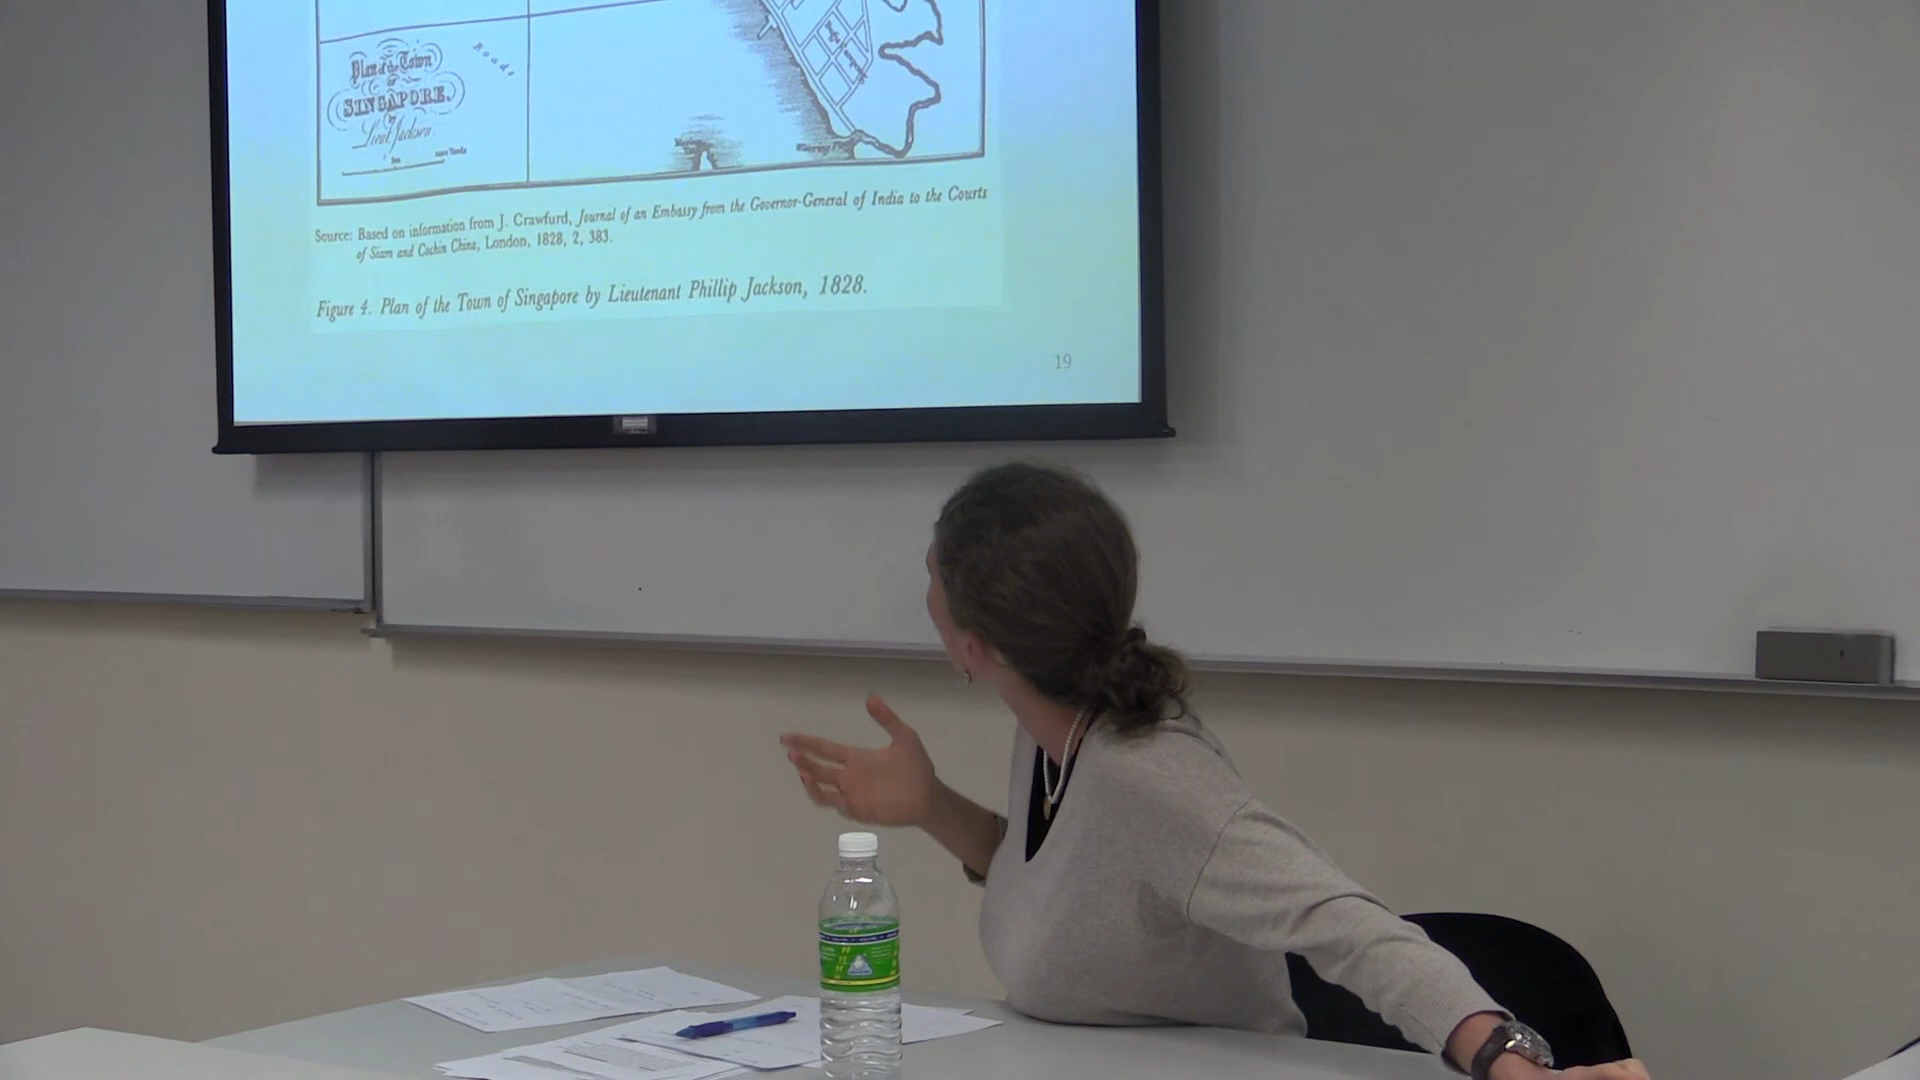 Roads
Plan of the Town
of
SINGAPORE.
by
Lieut. Jackson.
Source: Based on information from J. Crawfurd, Journal of an Embassy from the Governor-General of India to the Courts
of Siam and Cochin China, London, 1828, 2, 383.
Figure 4. Plan of the Town of Singapore by Lieutenant Phillip Jackson, 1828.
19